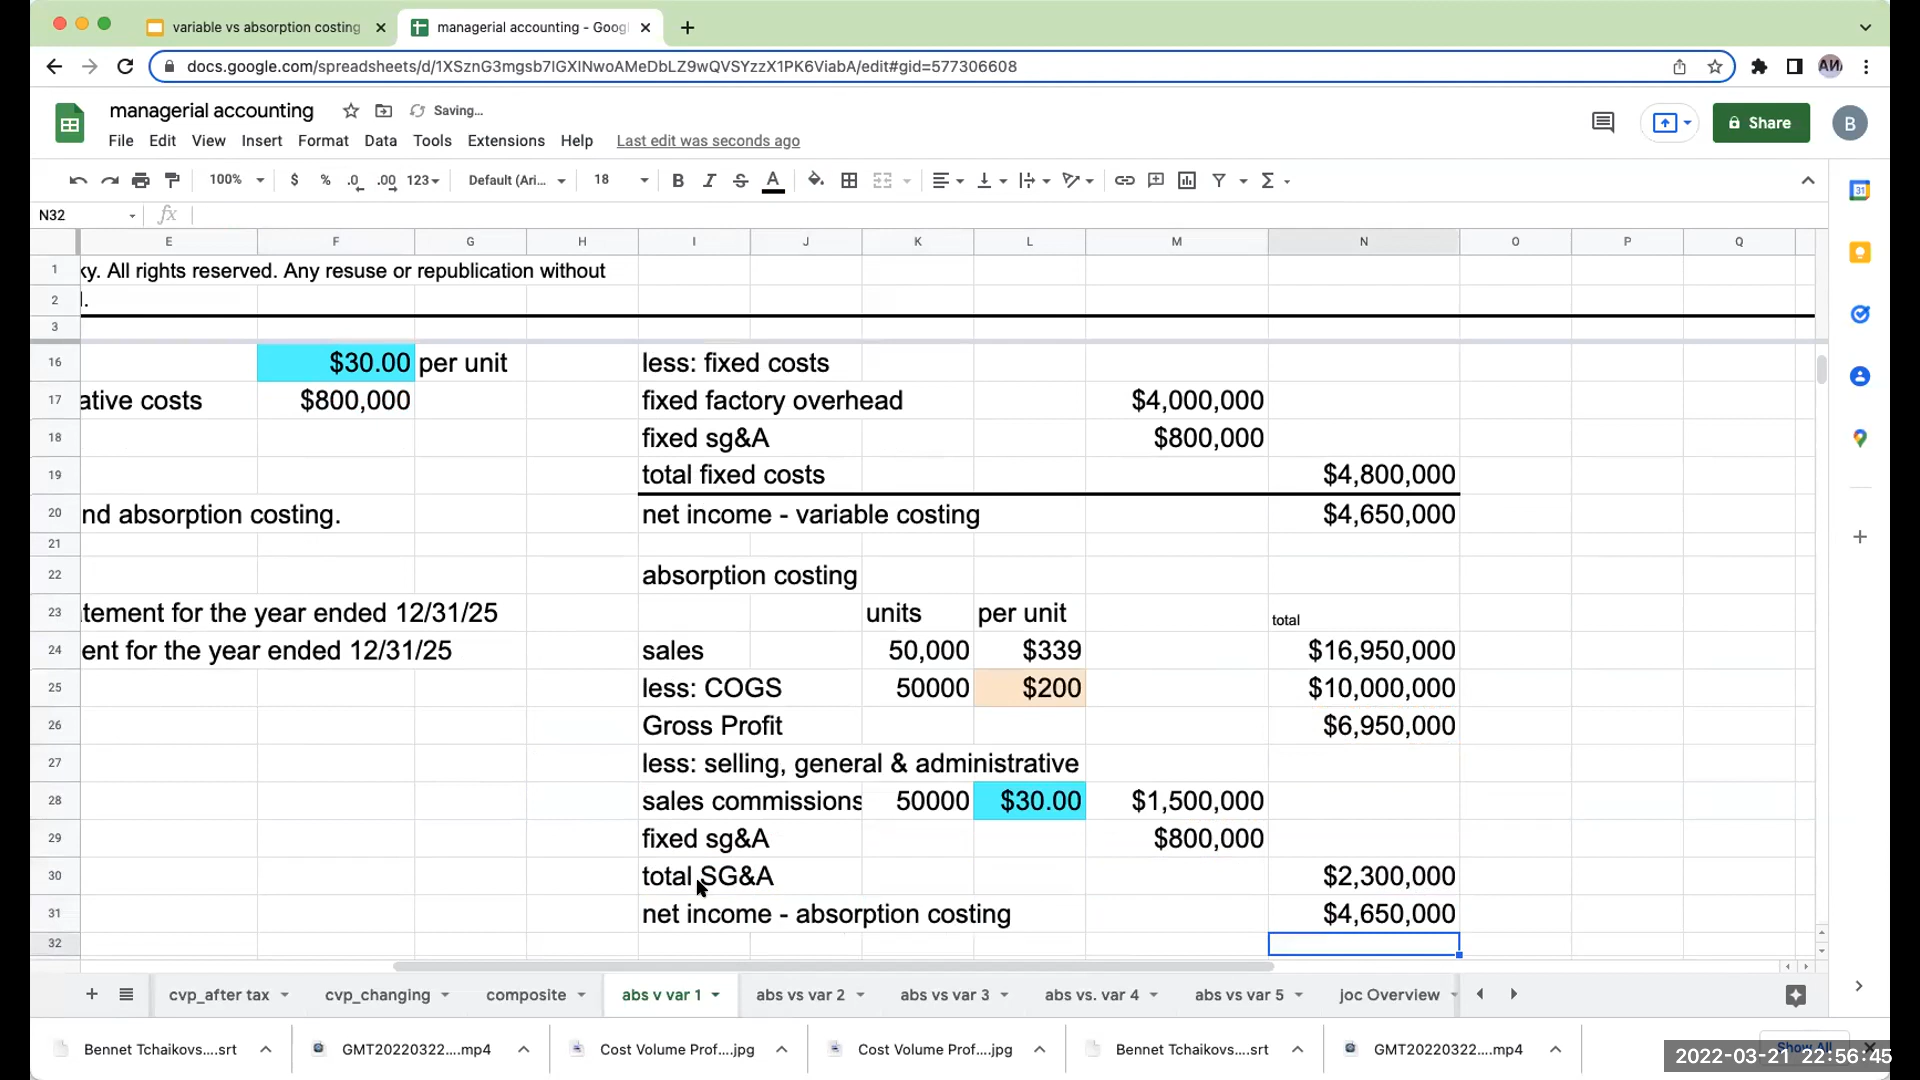 variable vs absorption costing
managerial accounting - Goog
docs.google.com/spreadsheets/d/1XSznG3mgsb7lGXlNwoAMeDbLZ9wQVSYzzX1PK6ViabA/edit#gid=577306608
managerial accounting
Saving…
File Edit View Insert Format Data Tools Extensions Help Last edit was seconds ago
Share
B
100% $ % .0 .00 123 Default (Ari... 18 B I S A
N32 fx
E F G H I J K L M N O P Q
1 ky. All rights reserved. Any resuse or republication without
2 l.
3
16 $30.00 per unit less: fixed costs
17 ative costs $800,000 fixed factory overhead $4,000,000
18 fixed sg&A $800,000
19 total fixed costs $4,800,000
20 nd absorption costing. net income - variable costing $4,650,000
21
22 absorption costing
23 tement for the year ended 12/31/25 units per unit total
24 ent for the year ended 12/31/25 sales 50,000 $339 $16,950,000
25 less: COGS 50000 $200 $10,000,000
26 Gross Profit $6,950,000
27 less: selling, general & administrative
28 sales commissions 50000 $30.00 $1,500,000
29 fixed sg&A $800,000
30 total SG&A $2,300,000
31 net income - absorption costing $4,650,000
32
cvp_after tax cvp_changing composite abs v var 1 abs vs var 2 abs vs var 3 abs vs. var 4 abs vs var 5 joc Overview
Bennet Tchaikovs....srt GMT20220322....mp4 Cost Volume Prof....jpg Cost Volume Prof....jpg Bennet Tchaikovs....srt GMT20220322....mp4 Show All
2022-03-21 22:56:45